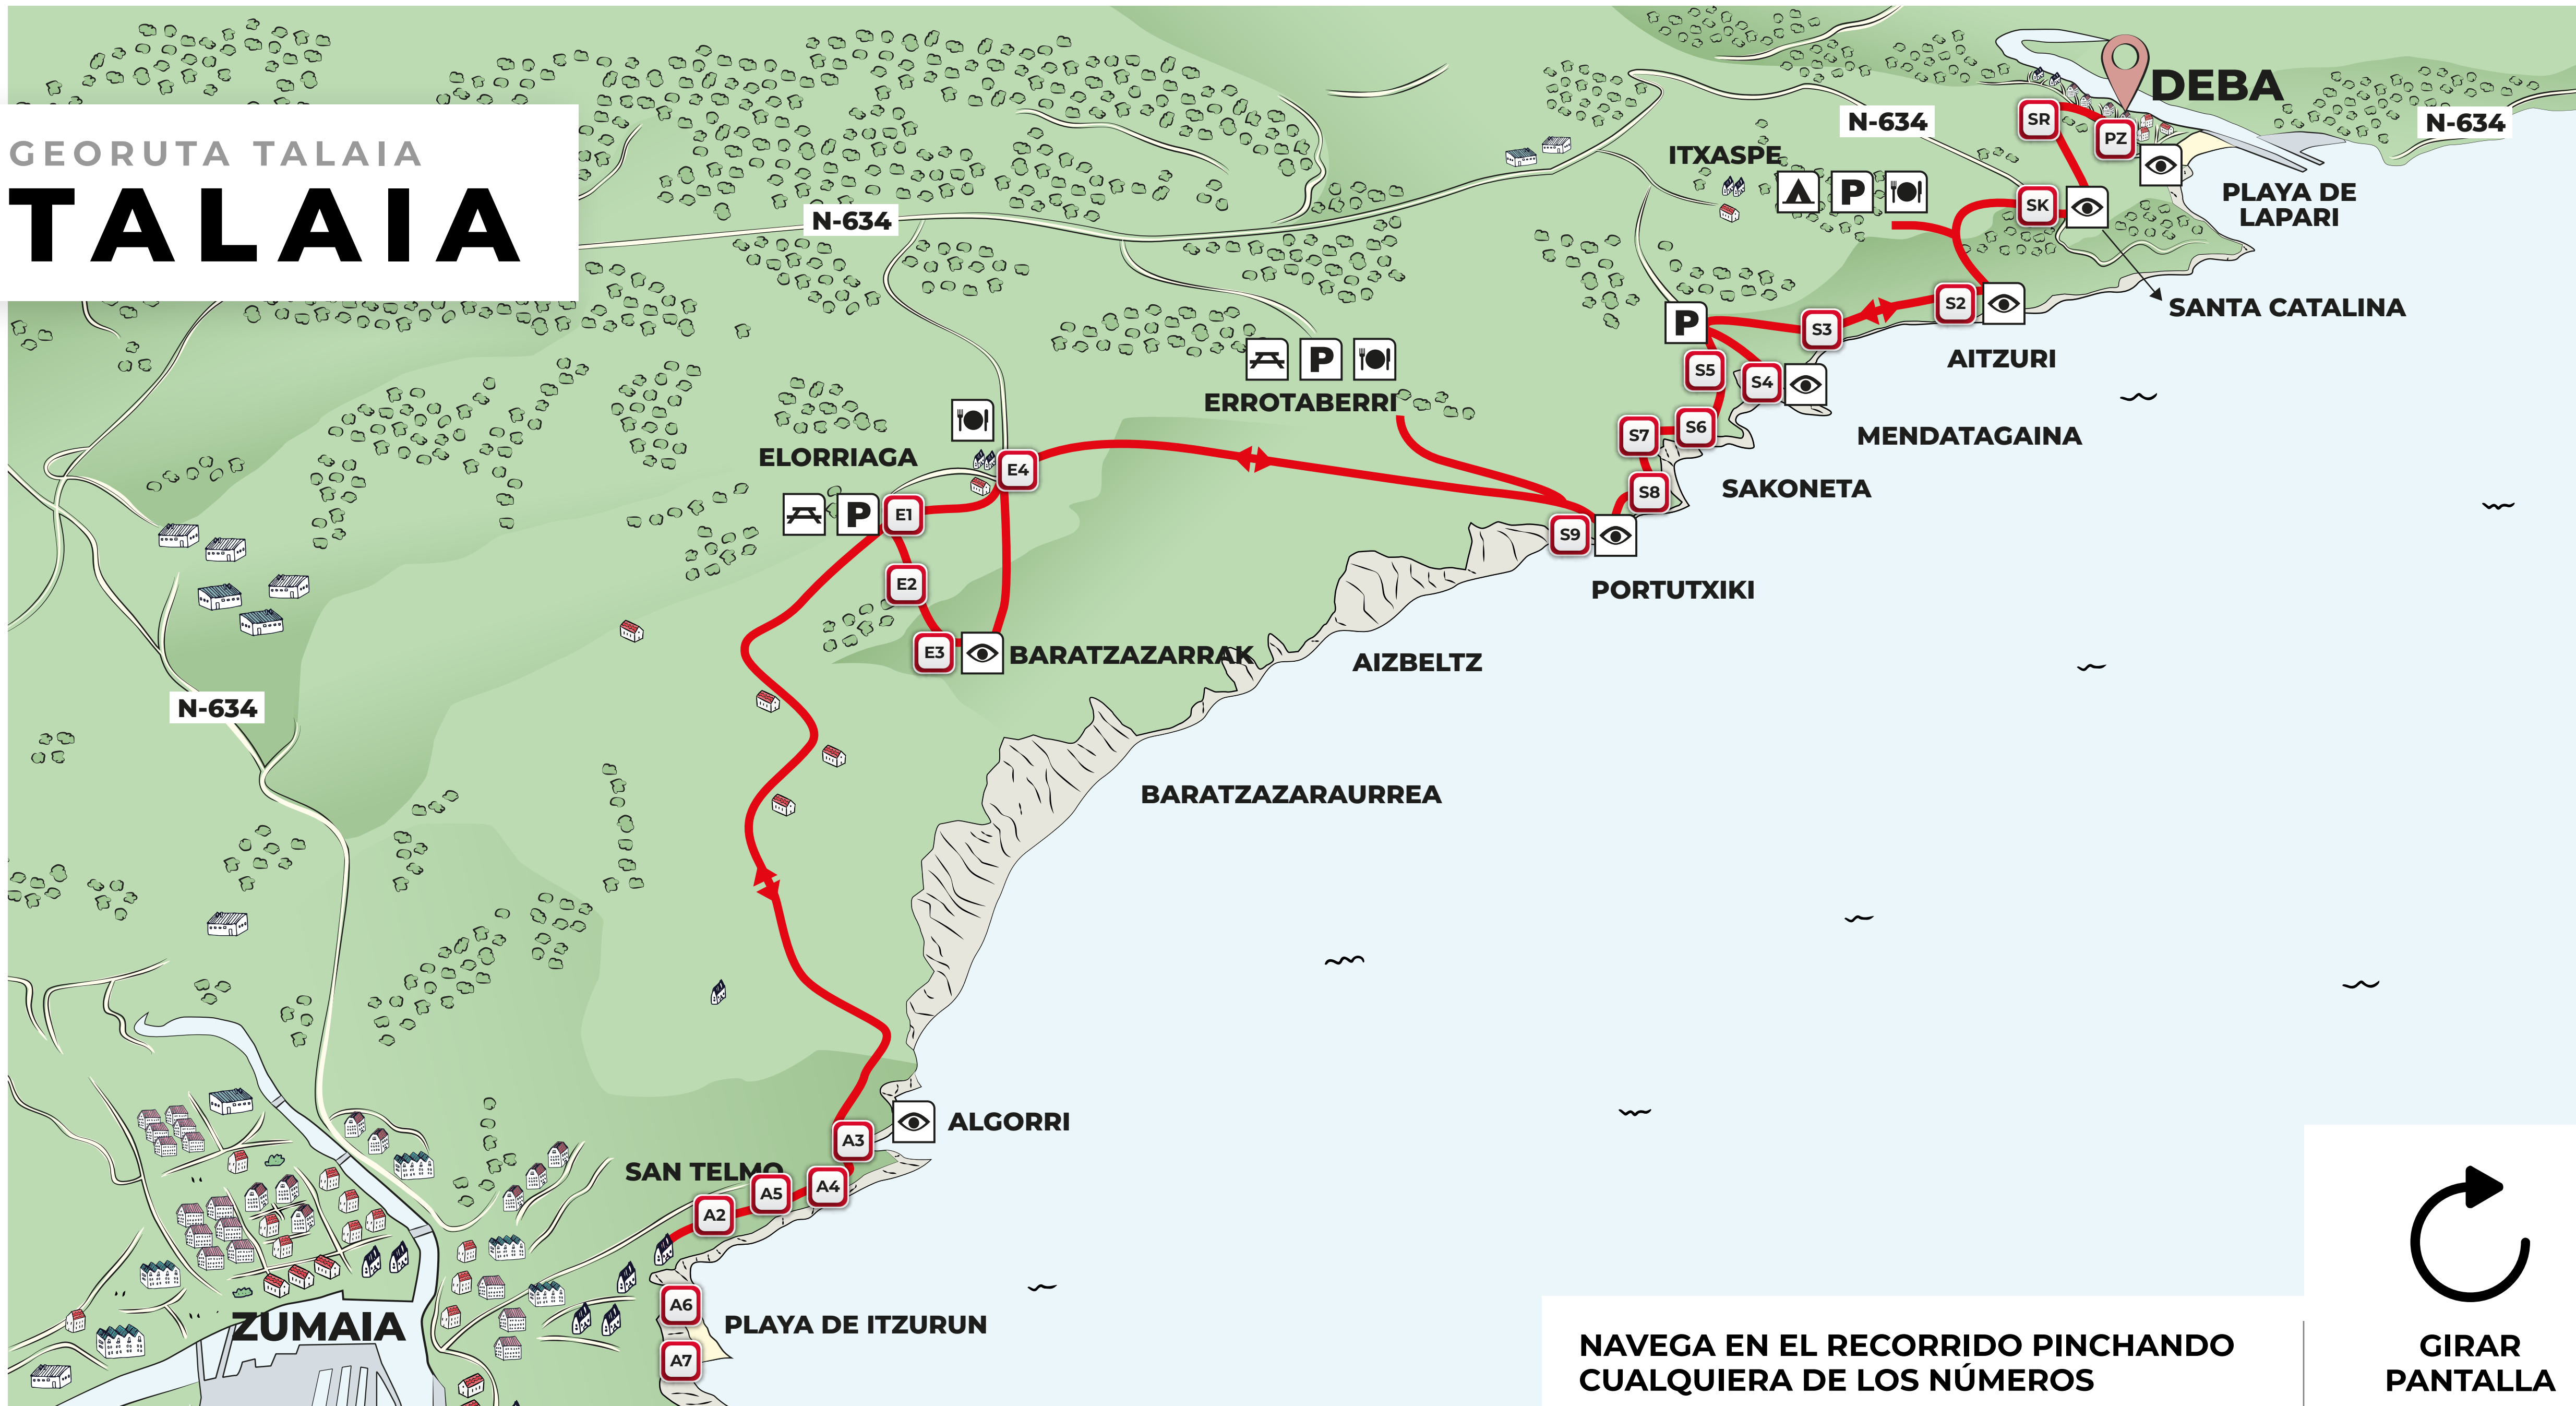 GEORUTA TALAIA
TALAIA
DEBA
SR
PZ
N-634
N-634
ITXASPE
P
SK
PLAYA DE
LAPARI
N-634
S2
SANTA CATALINA
P
S3
AITZURI
S5
S4
P
ERROTABERRI
S7
S6
MENDATAGAINA
ELORRIAGA
E4
S8
SAKONETA
P
E1
S9
PORTUTXIKI
E2
E3
BARATZAZARRAK
AIZBELTZ
N-634
BARATZAZARAURREA
A3
ALGORRI
SAN TELMO
A2
A5
A4
A6
ZUMAIA
PLAYA DE ITZURUN
A7
NAVEGA EN EL RECORRIDO PINCHANDO
CUALQUIERA DE LOS NÚMEROS
GIRAR
PANTALLA